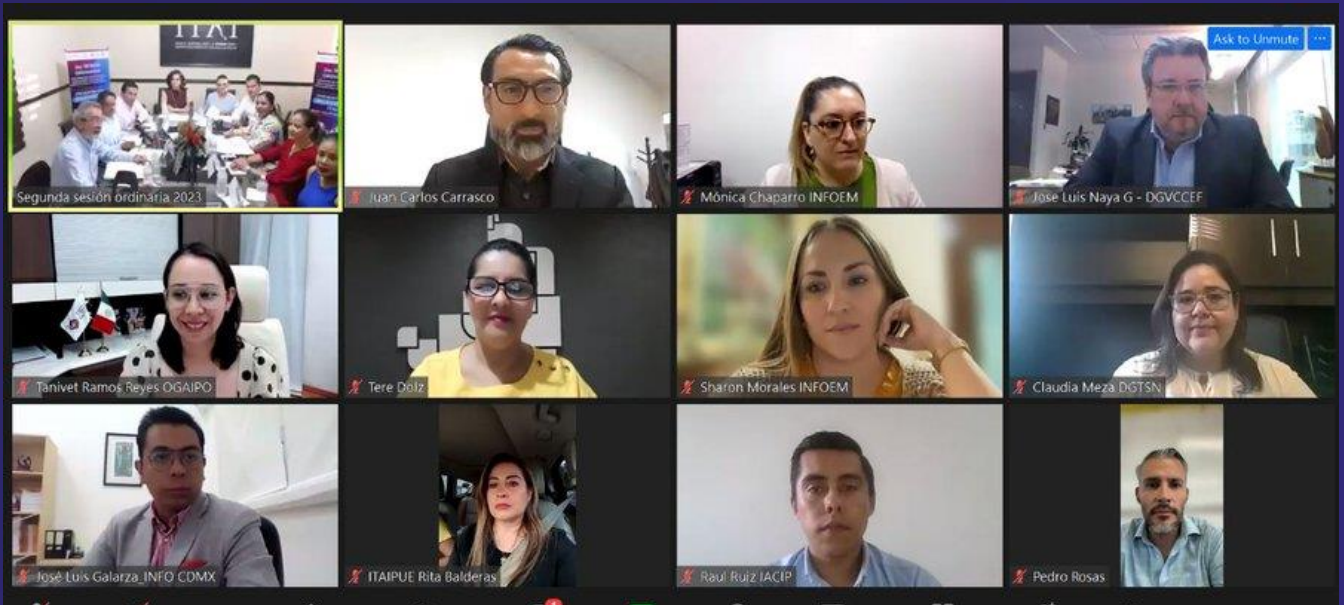 Ask to Unmute
Segunda sesión ordinaria 2023
Juan Carlos Carrasco
Mónica Chaparro INFOEM
Jose Luis Naya G - DGVCCEF
Tanivet Ramos Reyes OGAIPO
Tere Dolz
Sharon Morales INFOEM
Claudia Meza DGTSN
José Luis Galarza_INFO CDMX
ITAIPUE Rita Balderas
Raul Ruiz IACIP
Pedro Rosas